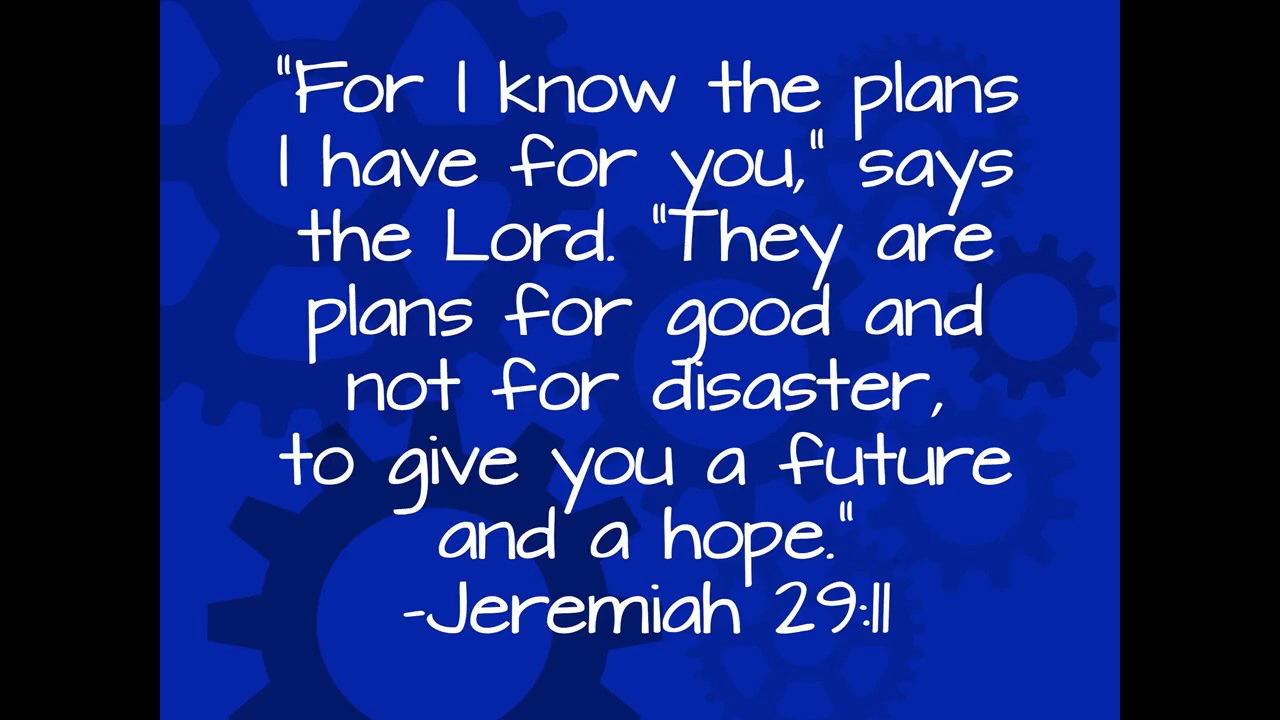 "For I know the plans
I have for you," says
the Lord. "They are
plans for good and
not for disaster,
to give you a future
and a hope."
-Jeremiah 29:11